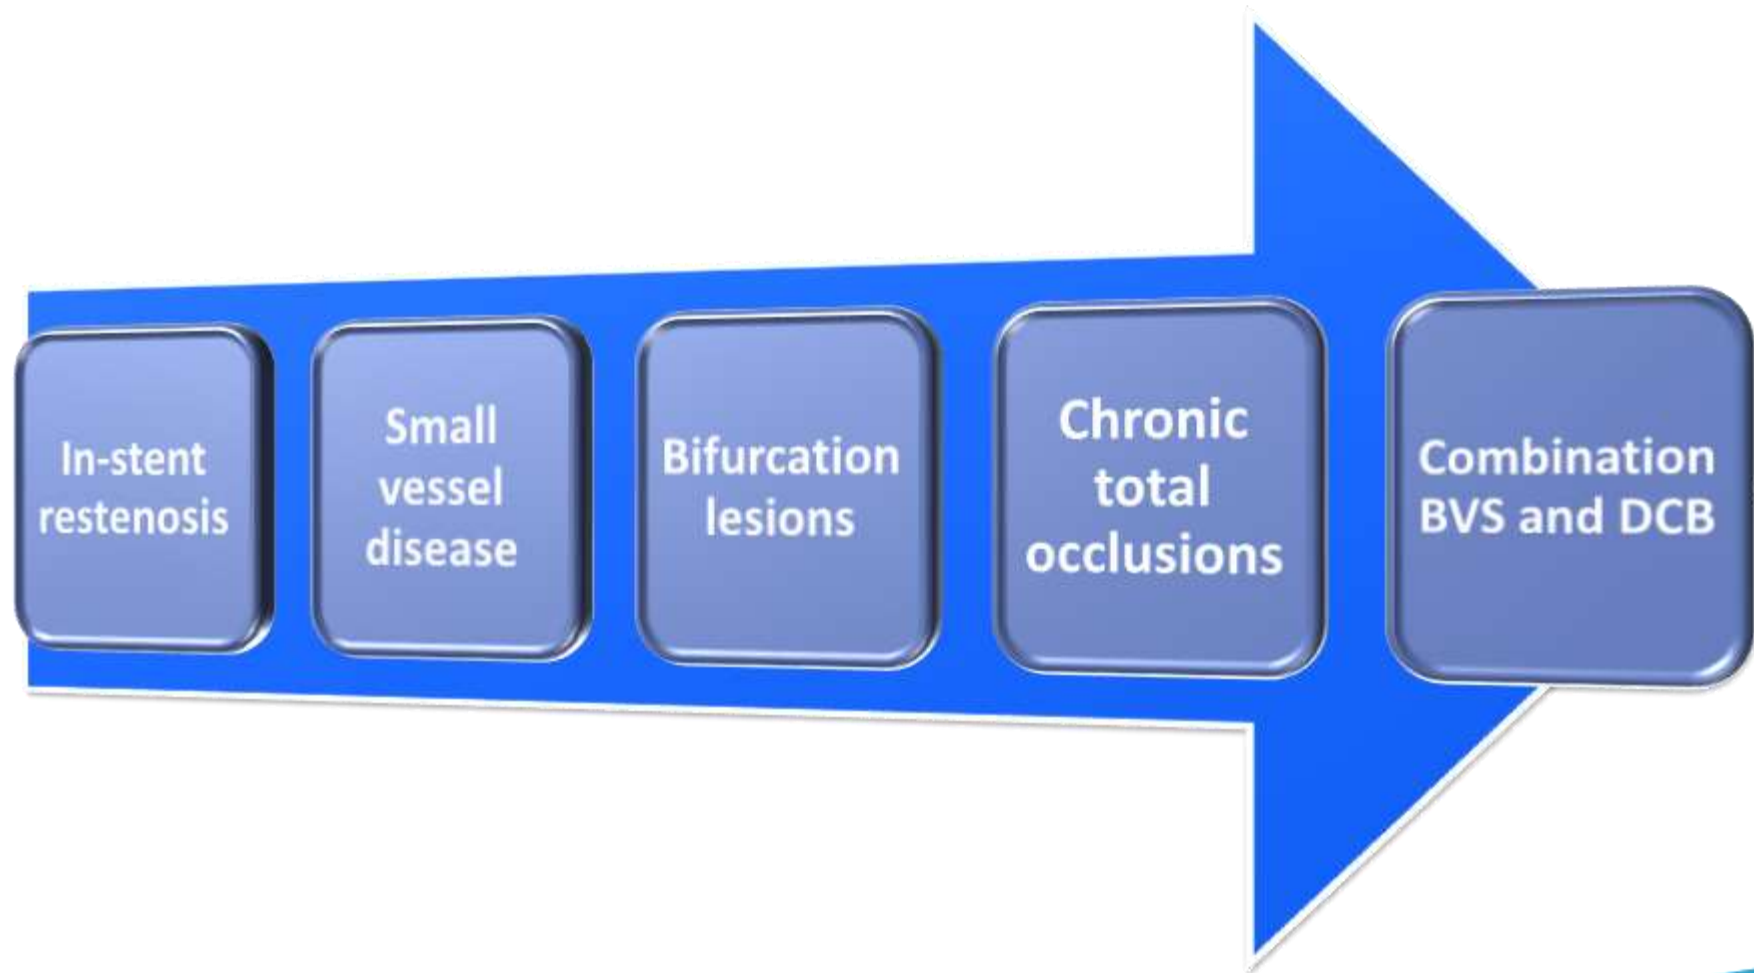 In-stent
restenosis
Small
vessel
disease
Bifurcation
lesions
Chronic
total
occlusions
Combination
BVS and DCB